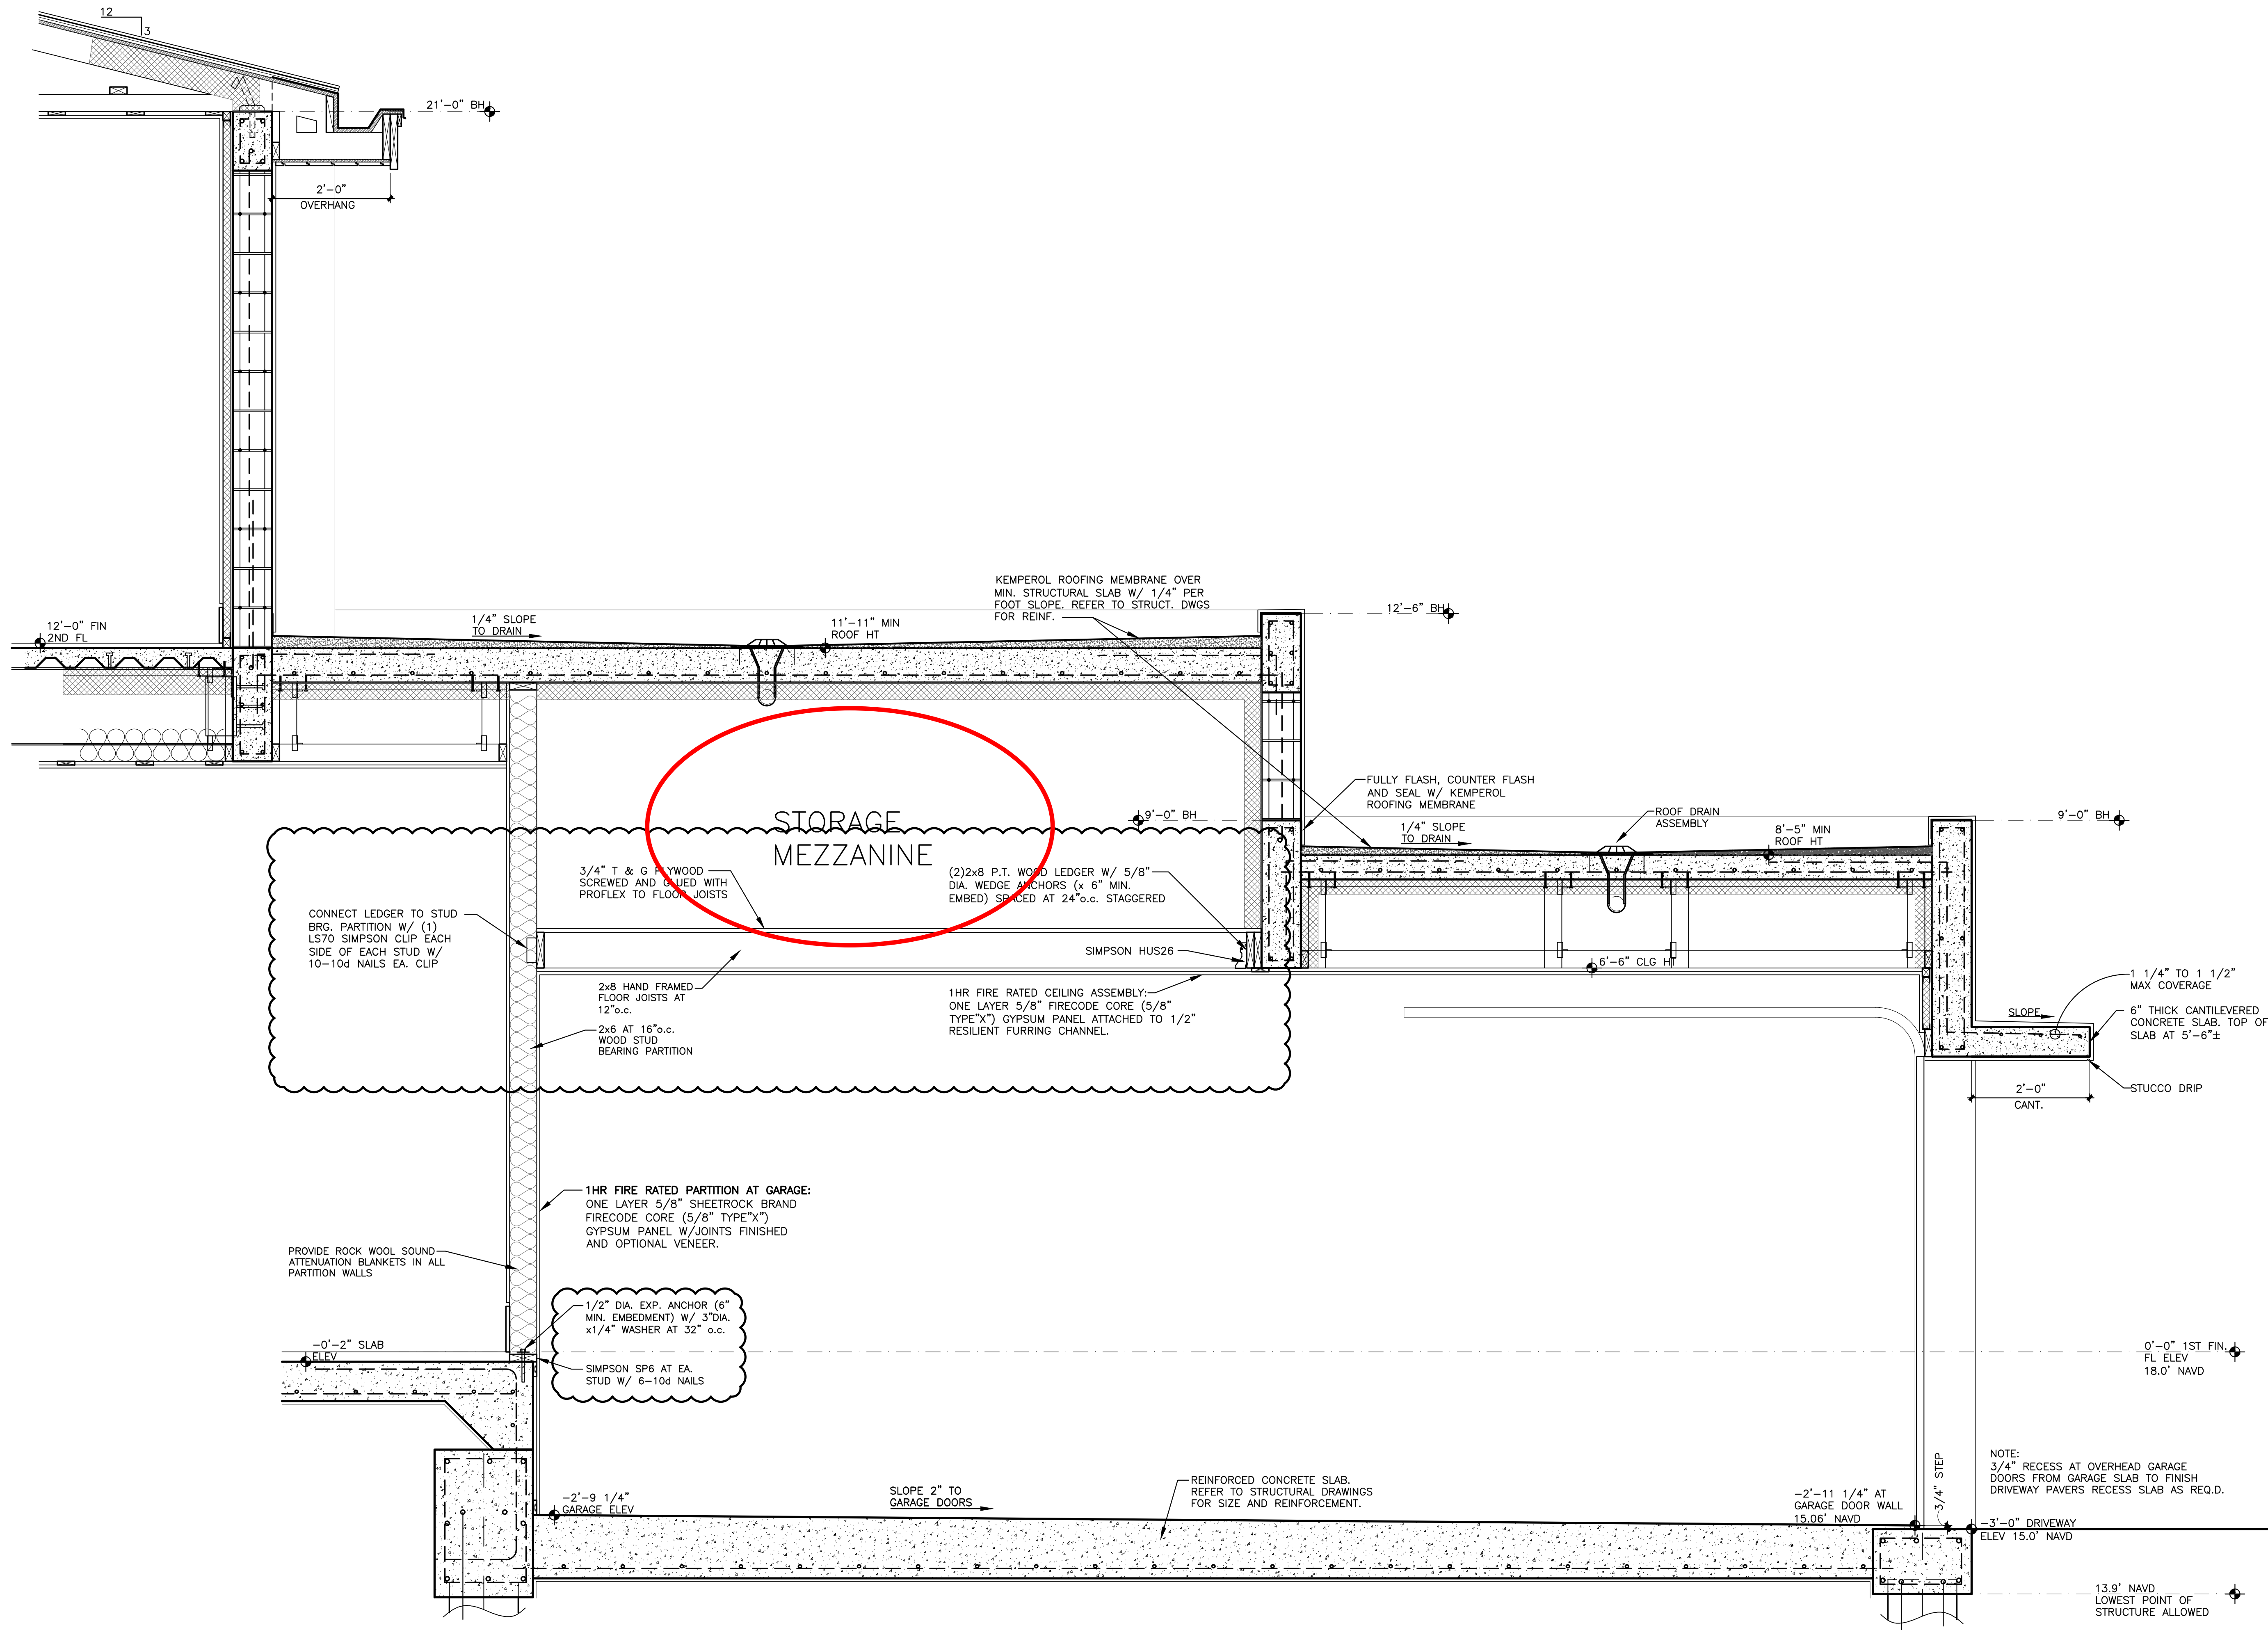 12
3
21'-0" BH
2'-0"
OVERHANG
KEMPEROL ROOFING MEMBRANE OVER
MIN. STRUCTURAL SLAB W/ 1/4" PER
FOOT SLOPE. REFER TO STRUCT. DWGS
FOR REINF.
12'-6" BH
12'-0" FIN
2ND FL
1/4" SLOPE
TO DRAIN
11'-11" MIN
ROOF HT
FULLY FLASH, COUNTER FLASH
AND SEAL W/ KEMPEROL
ROOFING MEMBRANE
ROOF DRAIN
ASSEMBLY
9'-0" BH
9'-0" BH
1/4" SLOPE
TO DRAIN
8'-5" MIN
ROOF HT
STORAGE
MEZZANINE
3/4" T & G PLYWOOD
SCREWED AND GLUED WITH
PROFLEX TO FLOOR JOISTS
(2)2x8 P.T. WOOD LEDGER W/ 5/8"
DIA. WEDGE ANCHORS (x 6" MIN.
EMBED) SPACED AT 24"o.c. STAGGERED
CONNECT LEDGER TO STUD
BRG. PARTITION W/ (1)
LS70 SIMPSON CLIP EACH
SIDE OF EACH STUD W/
10-10d NAILS EA. CLIP
SIMPSON HUS26
6'-6" CLG HT
2x8 HAND FRAMED
FLOOR JOISTS AT
12"o.c.
1HR FIRE RATED CEILING ASSEMBLY:
ONE LAYER 5/8" FIRECODE CORE (5/8"
TYPE"X") GYPSUM PANEL ATTACHED TO 1/2"
RESILIENT FURRING CHANNEL.
2x6 AT 16"o.c.
WOOD STUD
BEARING PARTITION
1 1/4" TO 1 1/2"
MAX COVERAGE
SLOPE
6" THICK CANTILEVERED
CONCRETE SLAB. TOP OF
SLAB AT 5'-6"±
STUCCO DRIP
2'-0"
CANT.
1HR FIRE RATED PARTITION AT GARAGE:
ONE LAYER 5/8" SHEETROCK BRAND
FIRECODE CORE (5/8" TYPE"X")
GYPSUM PANEL W/JOINTS FINISHED
AND OPTIONAL VENEER.
PROVIDE ROCK WOOL SOUND
ATTENUATION BLANKETS IN ALL
PARTITION WALLS
1/2" DIA. EXP. ANCHOR (6"
MIN. EMBEDMENT) W/ 3"DIA.
x1/4" WASHER AT 32" o.c.
SIMPSON SP6 AT EA.
STUD W/ 6-10d NAILS
-0'-2" SLAB
ELEV
0'-0" 1ST FIN.
FL ELEV
18.0' NAVD
NOTE:
3/4" RECESS AT OVERHEAD GARAGE
DOORS FROM GARAGE SLAB TO FINISH
DRIVEWAY PAVERS RECESS SLAB AS REQ.D.
3/4" STEP
-2'-9 1/4"
GARAGE ELEV
SLOPE 2" TO
GARAGE DOORS
REINFORCED CONCRETE SLAB.
REFER TO STRUCTURAL DRAWINGS
FOR SIZE AND REINFORCEMENT.
-2'-11 1/4" AT
GARAGE DOOR WALL
15.06' NAVD
-3'-0" DRIVEWAY
ELEV 15.0' NAVD
13.9' NAVD
LOWEST POINT OF
STRUCTURE ALLOWED